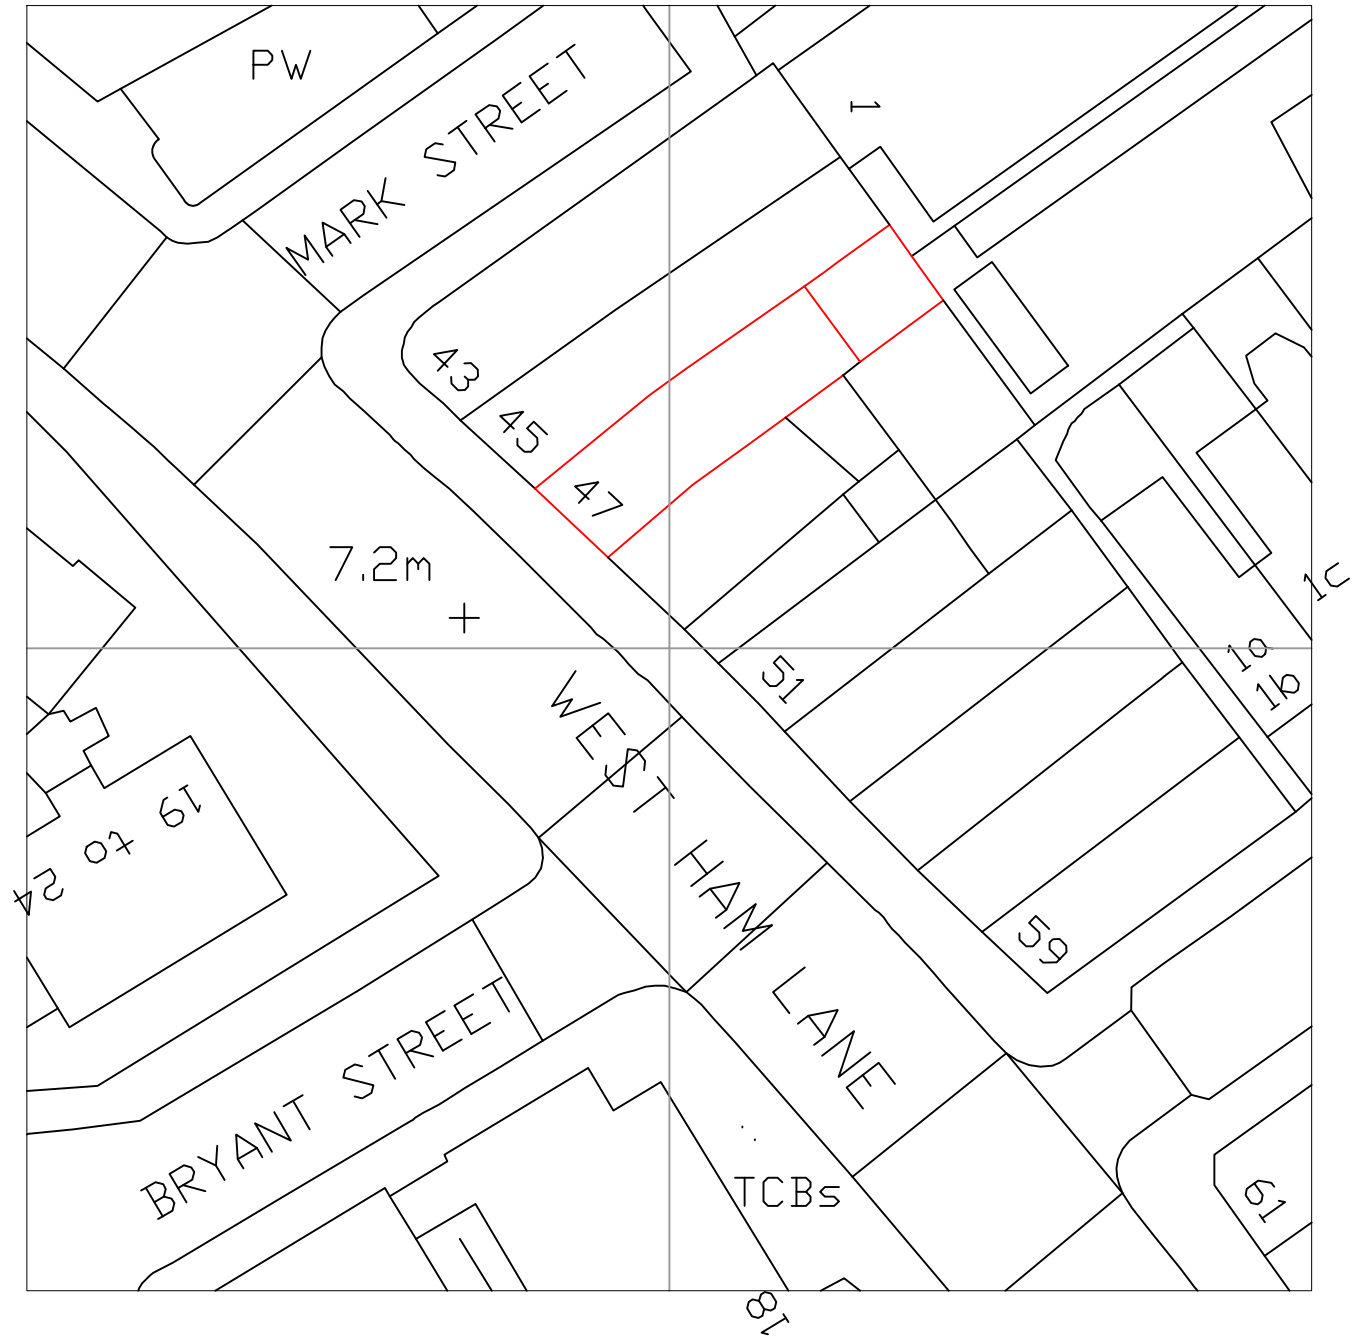 PW
MARK STREET
1
43
45
47
7.2m
WEST HAM LANE
51
1c
1a
1b
19 to 24
59
BRYANT STREET
TCBs
61
18